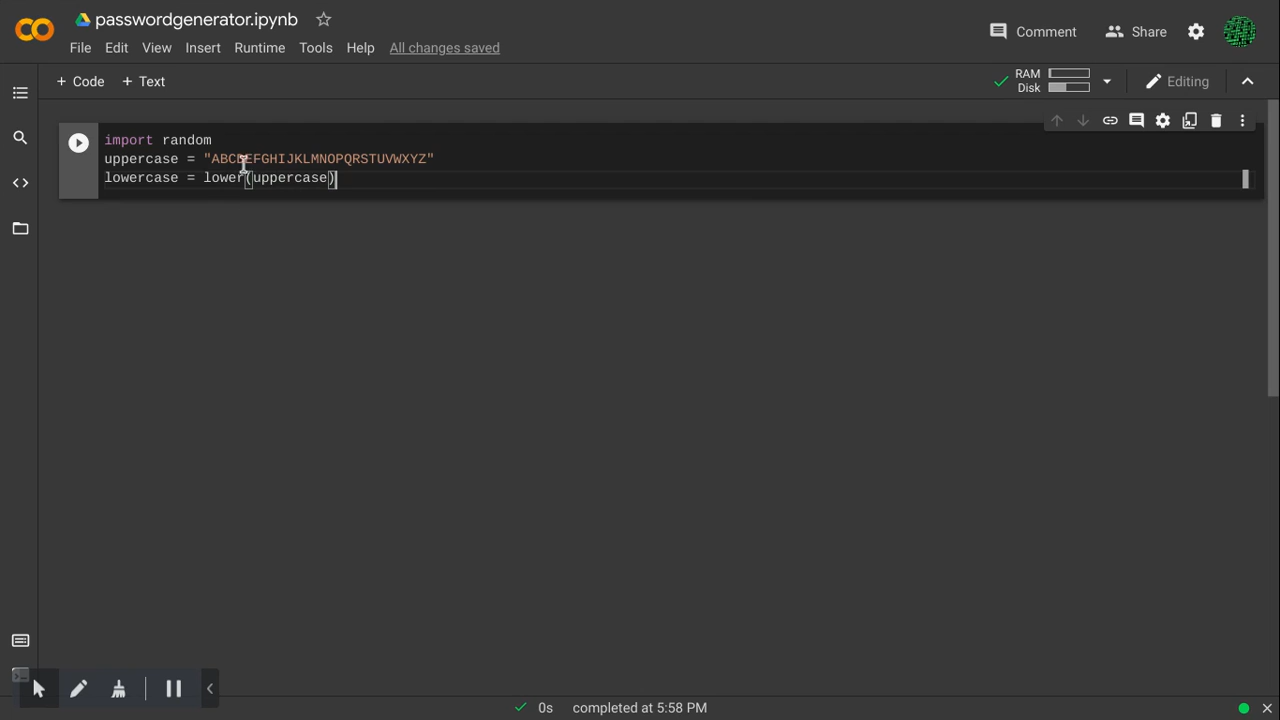 passwordgenerator.ipynb
File Edit View Insert Runtime Tools Help All changes saved
Comment Share
+ Code + Text
RAM
Disk
Editing
import random
uppercase = "ABCDEFGHIJKLMNOPQRSTUVWXYZ"
lowercase = lower(uppercase)
0s completed at 5:58 PM